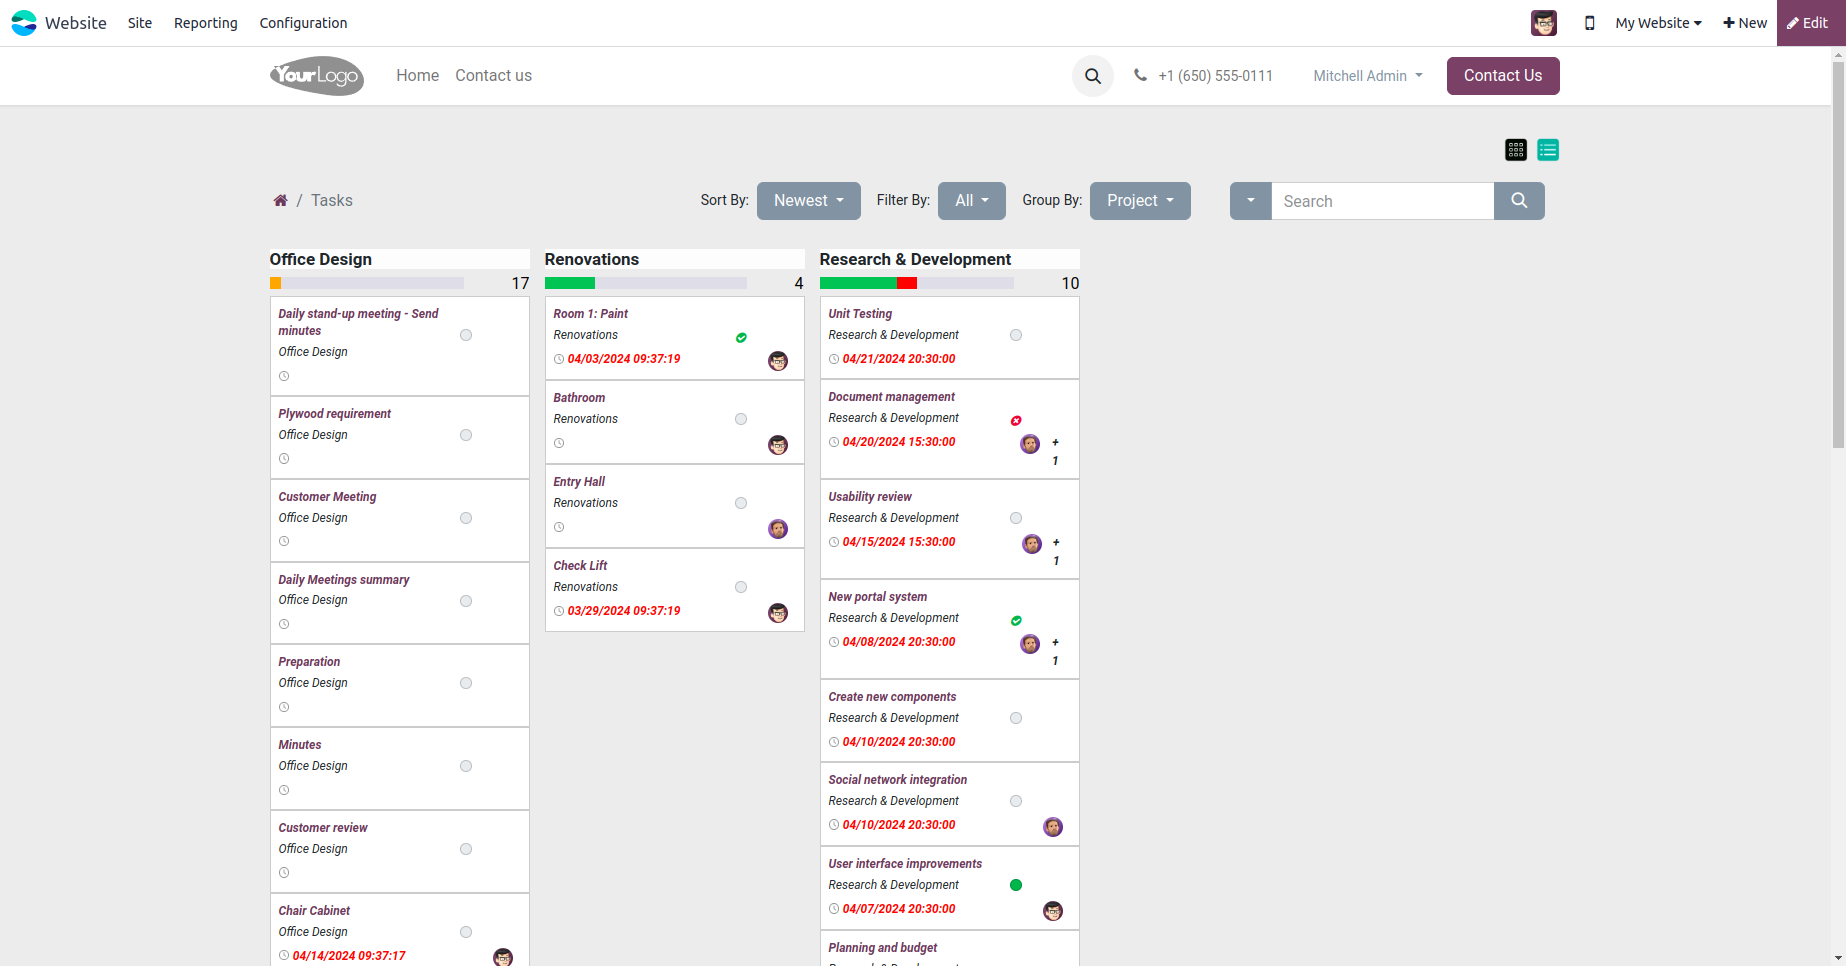 Website Site Reporting Configuration My Website New Edit
YourLogo Home Contact us +1 (650) 555-0111 Mitchell Admin Contact Us
/ Tasks Sort By: Newest Filter By: All Group By: Project Search
Office Design
17
Daily stand-up meeting - Send
minutes
Office Design
Plywood requirement
Office Design
Customer Meeting
Office Design
Daily Meetings summary
Office Design
Preparation
Office Design
Minutes
Office Design
Customer review
Office Design
Chair Cabinet
Office Design
04/14/2024 09:37:17
Renovations
4
Room 1: Paint
Renovations
04/03/2024 09:37:19
Bathroom
Renovations
Entry Hall
Renovations
Check Lift
Renovations
03/29/2024 09:37:19
Research & Development
10
Unit Testing
Research & Development
04/21/2024 20:30:00
Document management
Research & Development
04/20/2024 15:30:00 +
1
Usability review
Research & Development
04/15/2024 15:30:00 +
1
New portal system
Research & Development
04/08/2024 20:30:00 +
1
Create new components
Research & Development
04/10/2024 20:30:00
Social network integration
Research & Development
04/10/2024 20:30:00
User interface improvements
Research & Development
04/07/2024 20:30:00
Planning and budget